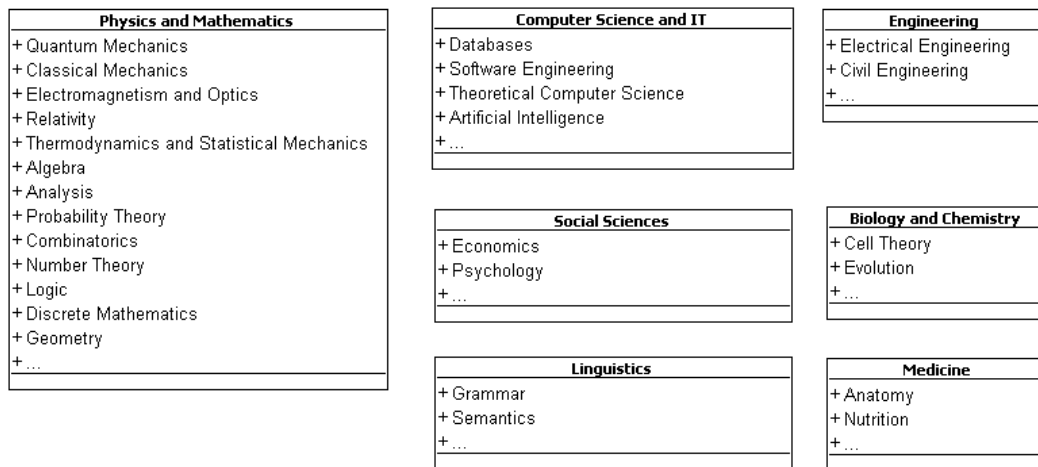 Physics and Mathematics
+ Quantum Mechanics
+ Classical Mechanics
+ Electromagnetism and Optics
+ Relativity
+ Thermodynamics and Statistical Mechanics
+ Algebra
+ Analysis
+ Probability Theory
+ Combinatorics
+ Number Theory
+ Logic
+ Discrete Mathematics
+ Geometry
+ ...
Computer Science and IT
+ Databases
+ Software Engineering
+ Theoretical Computer Science
+ Artificial Intelligence
+ ...
Engineering
+ Electrical Engineering
+ Civil Engineering
+ ...
Social Sciences
+ Economics
+ Psychology
+ ...
Biology and Chemistry
+ Cell Theory
+ Evolution
+ ...
Linguistics
+ Grammar
+ Semantics
+ ...
Medicine
+ Anatomy
+ Nutrition
+ ...